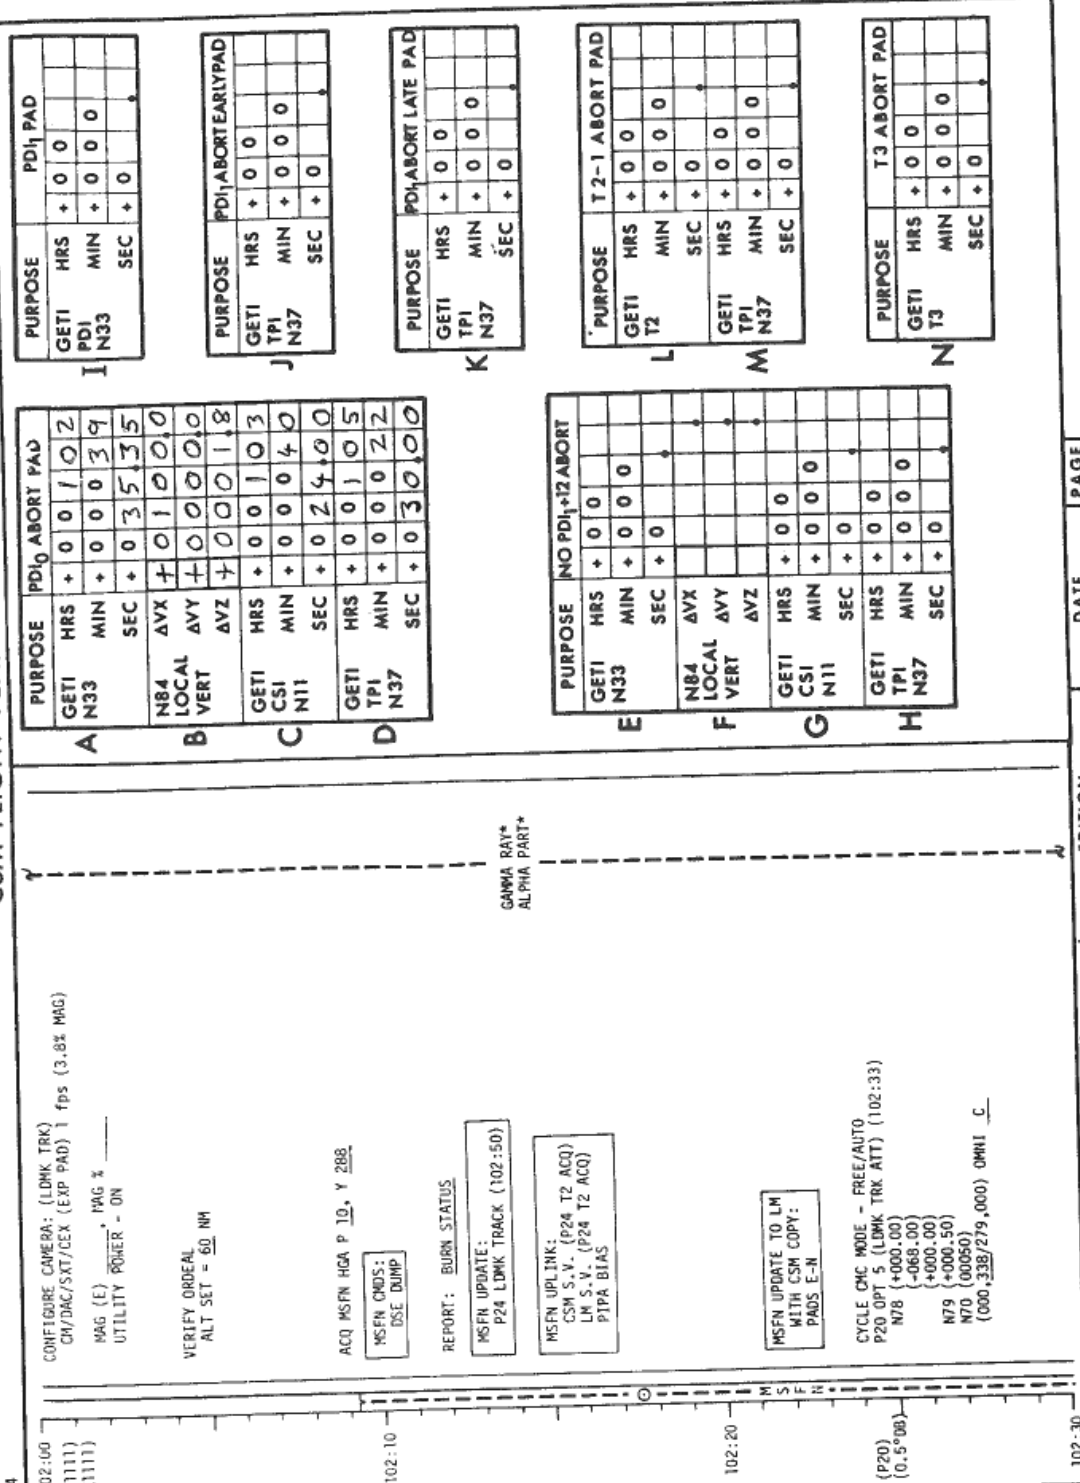 02:00
1111)
1111)
102:10
102:20
(P20)
(0.5°DB)
102:30
M
S
F
N
CONFIGURE CAMERA: (LDMK TRK)
CM/DAC/SXT/CEX (EXP PAD) 1 fps (3.8% MAG)
MAG (E) , MAG % ____
UTILITY POWER - ON
VERIFY ORDEAL
ALT SET = 60 NM
ACQ MSFN HGA P 10, Y 288
MSFN CMDS:
DSE DUMP
REPORT: BURN STATUS
MSFN UPDATE:
P24 LDMK TRACK (102:50)
MSFN UPLINK:
CSM S.V. (P24 T2 ACQ)
LM S.V. (P24 T2 ACQ)
PIPA BIAS
MSFN UPDATE TO LM
WITH CSM COPY:
PADS E-N
CYCLE CMC MODE - FREE/AUTO
P20 OPT 5 (LDMK TRK ATT) (102:33)
N78 (+000.00)
(-068.00)
(+000.00)
N79 (+000.50)
N70 (00050)
(000,338/279,000) OMNI C
GAMMA RAY*
ALPHA PART*
PURPOSE PDI0 ABORT PAD
A GETI HRS + 0 0 1 0 2
N33 MIN + 0 0 0 3 9
SEC + 0 3 5.3 5
B N84 ΔVX + 0 1 0 0.0
LOCAL ΔVY + 0 0 0 0.0
VERT ΔVZ + 0 0 0 1.8
C GETI HRS + 0 0 1 0 3
CSI MIN + 0 0 0 4 0
N11 SEC + 0 2 4.0 0
D GETI HRS + 0 0 1 0 5
TPI MIN + 0 0 0 2 2
N37 SEC + 0 3 0.0 0
PURPOSE NO PDI1+12 ABORT
E GETI HRS + 0 0
N33 MIN + 0 0 0
SEC + 0 .
F N84 ΔVX .
LOCAL ΔVY .
VERT ΔVZ .
G GETI HRS + 0 0
CSI MIN + 0 0 0
N11 SEC + 0 .
H GETI HRS + 0 0
TPI MIN + 0 0 0
N37 SEC + 0 .
PURPOSE PDI1 PAD
I GETI HRS + 0 0
PDI MIN + 0 0 0
N33 SEC + 0 .
PURPOSE PDI1 ABORT EARLY PAD
J GETI HRS + 0 0
TPI MIN + 0 0 0
N37 SEC + 0 .
PURPOSE PDI1 ABORT LATE PAD
K GETI HRS + 0 0
TPI MIN + 0 0 0
N37 SEC + 0 .
PURPOSE T2-1 ABORT PAD
L GETI HRS + 0 0
T2 MIN + 0 0 0
SEC + 0 .
M GETI HRS + 0 0
TPI MIN + 0 0 0
N37 SEC + 0 .
PURPOSE T3 ABORT PAD
N GETI HRS + 0 0
T3 MIN + 0 0 0
SEC + 0 .
EDITION DATE PAGE